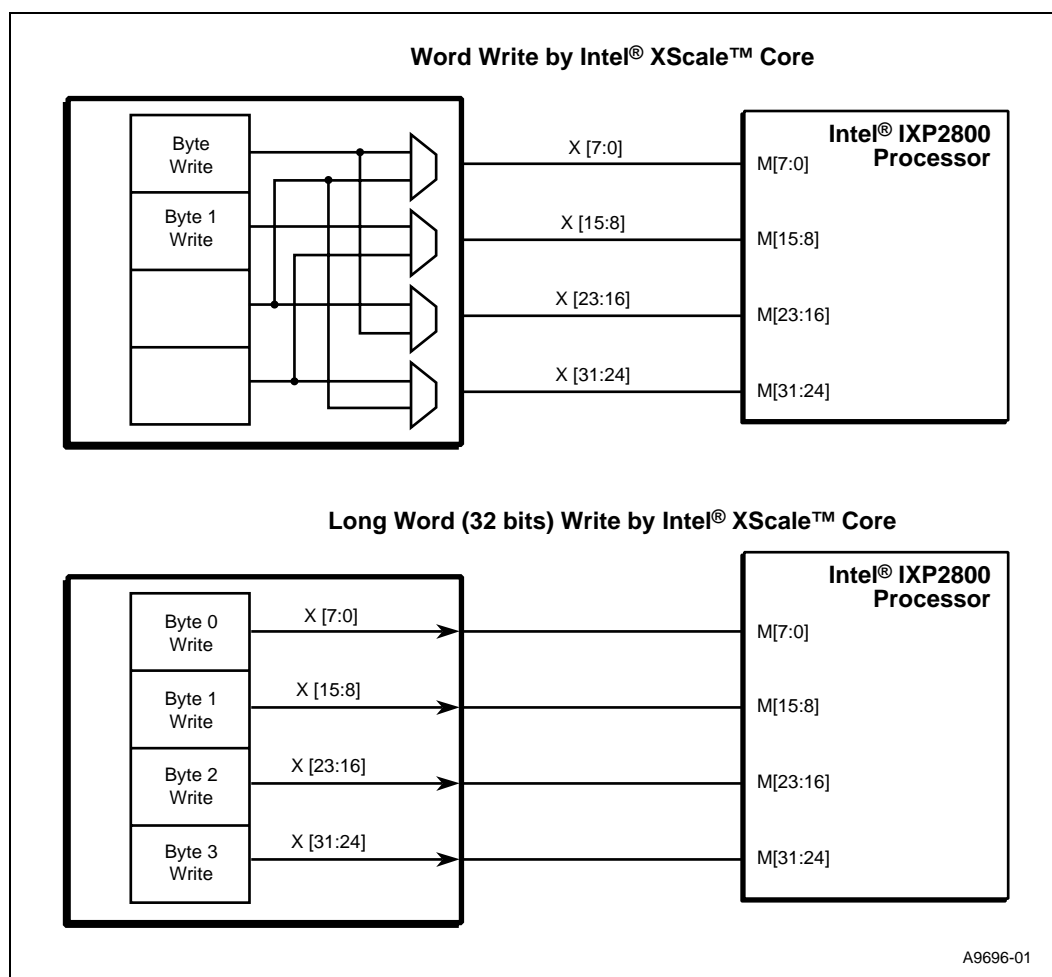 Word Write by Intel® XScale™ Core
Byte
Write
Byte 1
Write
X [7:0]
X [15:8]
X [23:16]
X [31:24]
Intel® IXP2800
Processor
M[7:0]
M[15:8]
M[23:16]
M[31:24]
Long Word (32 bits) Write by Intel® XScale™ Core
Byte 0
Write
Byte 1
Write
Byte 2
Write
Byte 3
Write
X [7:0]
X [15:8]
X [23:16]
X [31:24]
Intel® IXP2800
Processor
M[7:0]
M[15:8]
M[23:16]
M[31:24]
A9696-01